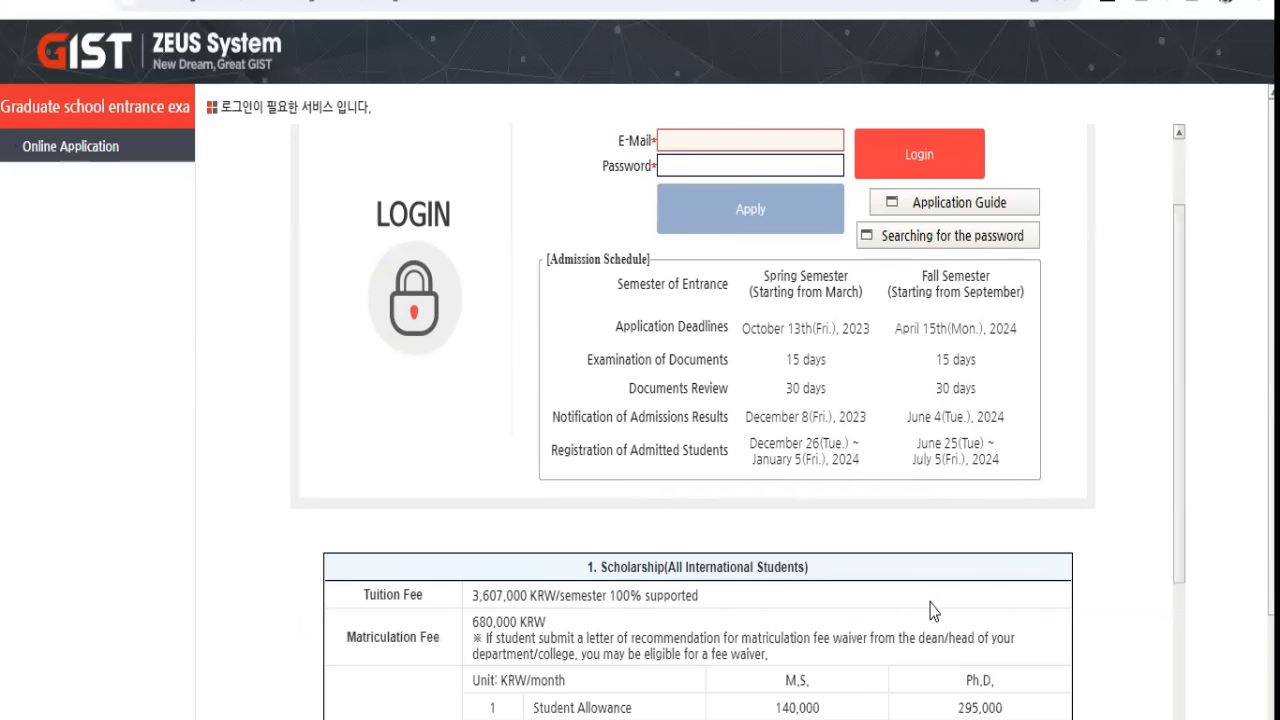 GIST ZEUS System
New Dream, Great GIST
Graduate school entrance exa
Online Application
로그인이 필요한 서비스 입니다.
E-Mail*
Password*
Login
Apply
Application Guide
Searching for the password
LOGIN
[Admission Schedule]
Semester of Entrance
Spring Semester
(Starting from March)
Fall Semester
(Starting from September)
Application Deadlines October 13th(Fri.), 2023 April 15th(Mon.), 2024
Examination of Documents 15 days 15 days
Documents Review 30 days 30 days
Notification of Admissions Results December 8(Fri.), 2023 June 4(Tue.), 2024
Registration of Admitted Students
December 26(Tue.) ~
January 5(Fri.), 2024
June 25(Tue) ~
July 5(Fri.), 2024
1. Scholarship(All International Students)
Tuition Fee 3,607,000 KRW/semester 100% supported
Matriculation Fee
680,000 KRW
※ If student submit a letter of recommendation for matriculation fee waiver from the dean/head of your
department/college, you may be eligible for a fee waiver.
Unit: KRW/month M.S. Ph.D.
1 Student Allowance 140,000 295,000